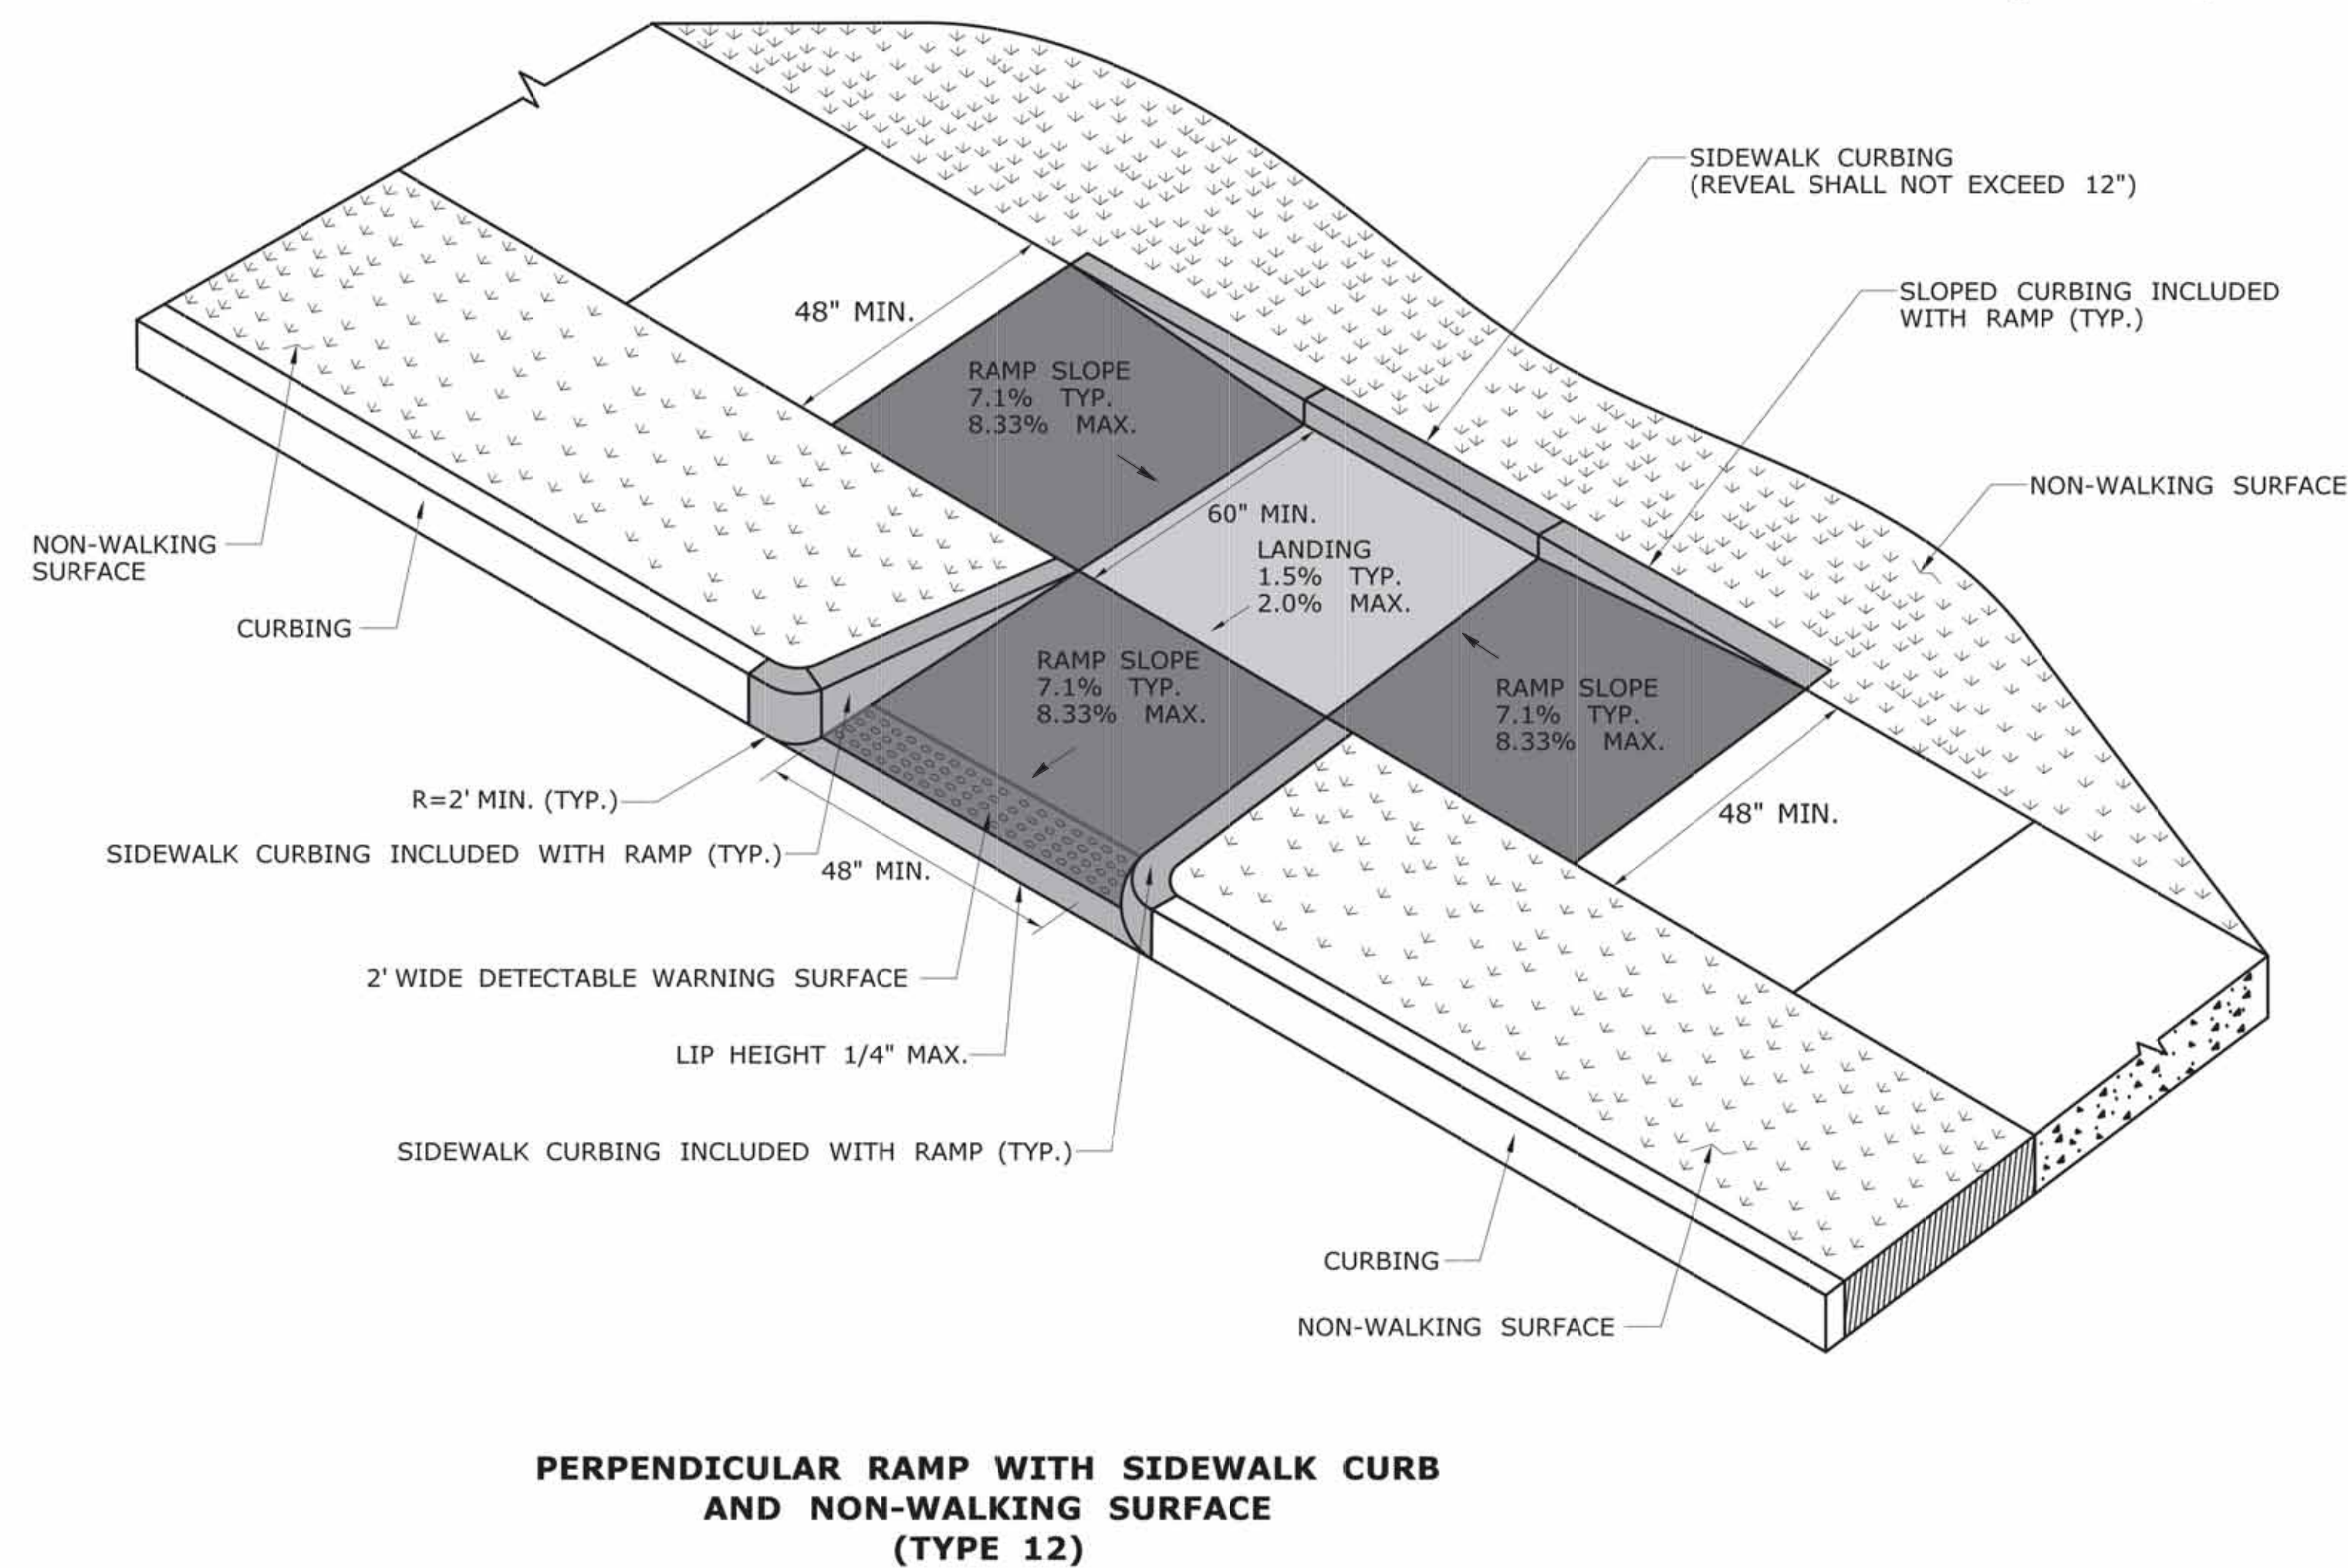 SIDEWALK CURBING
(REVEAL SHALL NOT EXCEED 12")
SLOPED CURBING INCLUDED
WITH RAMP (TYP.)
48" MIN.
RAMP SLOPE
7.1% TYP.
8.33% MAX.
NON-WALKING SURFACE
60" MIN.
LANDING
1.5% TYP.
2.0% MAX.
NON-WALKING
SURFACE
CURBING
RAMP SLOPE
7.1% TYP.
8.33% MAX.
RAMP SLOPE
7.1% TYP.
8.33% MAX.
R=2' MIN. (TYP.)
48" MIN.
SIDEWALK CURBING INCLUDED WITH RAMP (TYP.)
48" MIN.
2' WIDE DETECTABLE WARNING SURFACE
LIP HEIGHT 1/4" MAX.
SIDEWALK CURBING INCLUDED WITH RAMP (TYP.)
CURBING
NON-WALKING SURFACE
PERPENDICULAR RAMP WITH SIDEWALK CURB
AND NON-WALKING SURFACE
(TYPE 12)